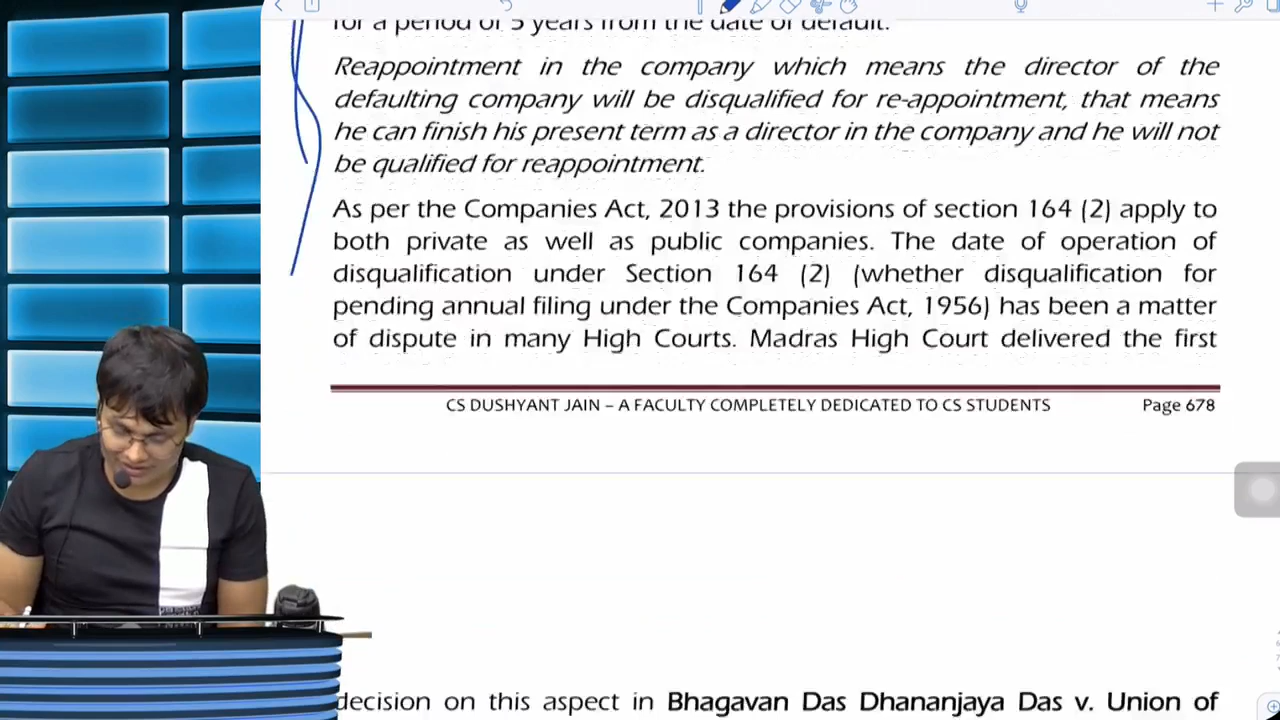 for a period of 5 years from the date of default.
Reappointment in the company which means the director of the
defaulting company will be disqualified for re-appointment, that means
he can finish his present term as a director in the company and he will not
be qualified for reappointment.
As per the Companies Act, 2013 the provisions of section 164 (2) apply to
both private as well as public companies. The date of operation of
disqualification under Section 164 (2) (whether disqualification for
pending annual filing under the Companies Act, 1956) has been a matter
of dispute in many High Courts. Madras High Court delivered the first
CS DUSHYANT JAIN – A FACULTY COMPLETELY DEDICATED TO CS STUDENTS Page 678
decision on this aspect in Bhagavan Das Dhananjaya Das v. Union of